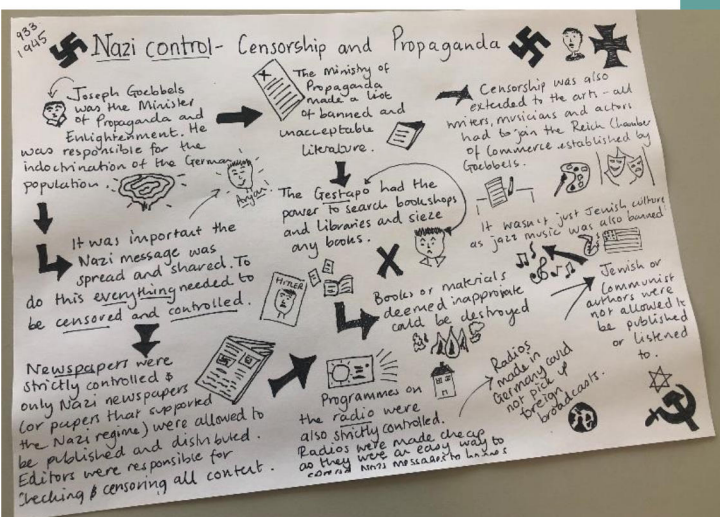 933
1945
Nazi control - Censorship and Propaganda
Joseph Goebbels
was the Minister
of Propaganda and
Enlightenment. He
was responsible for the
indoctrination of the German
population.
The Ministry of
Propaganda
made a list
of banned and
unacceptable
literature.
Censorship was also
extended to the arts - all
writers, musicians and actors
had to join the Reich Chamber
of Commerce established by
Goebbels.
Aryan
It was important the
Nazi message was
spread and shared. To
do this everything needed to
be censored and controlled.
The Gestapo had the
power to search bookshops
and libraries and sieze
any books.
It wasn't just Jewish culture
as jazz music was also banned
HITLER
Books or materials
deemed inappropriate
could be destroyed
Jewish or
Communist
authors were
not allowed to
be published
or listened
to.
Newspapers were
strictly controlled &
only Nazi newspapers
(or papers that supported
the Nazi regime) were allowed to
be published and distributed.
Editors were responsible for
checking & censoring all content.
Programmes on
the radio were
also strictly controlled.
Radios were made cheap
as they were an easy way to
spread Nazi messages to
Radios
made in
Germany could
not pick up
foreign
broadcasts.